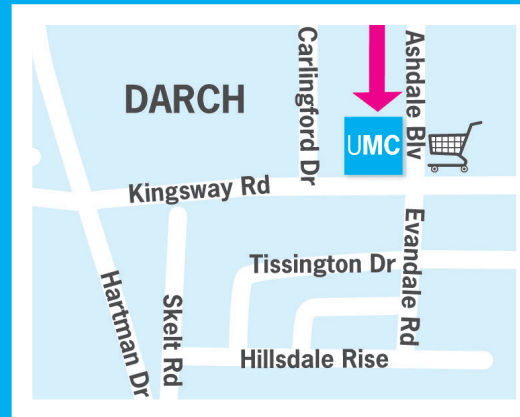 DARCH
Carlingford Dr
Ashdale Blv
UMC
Kingsway Rd
Evandale Rd
Tissington Dr
Hartman Dr
Skelt Rd
Hillsdale Rise